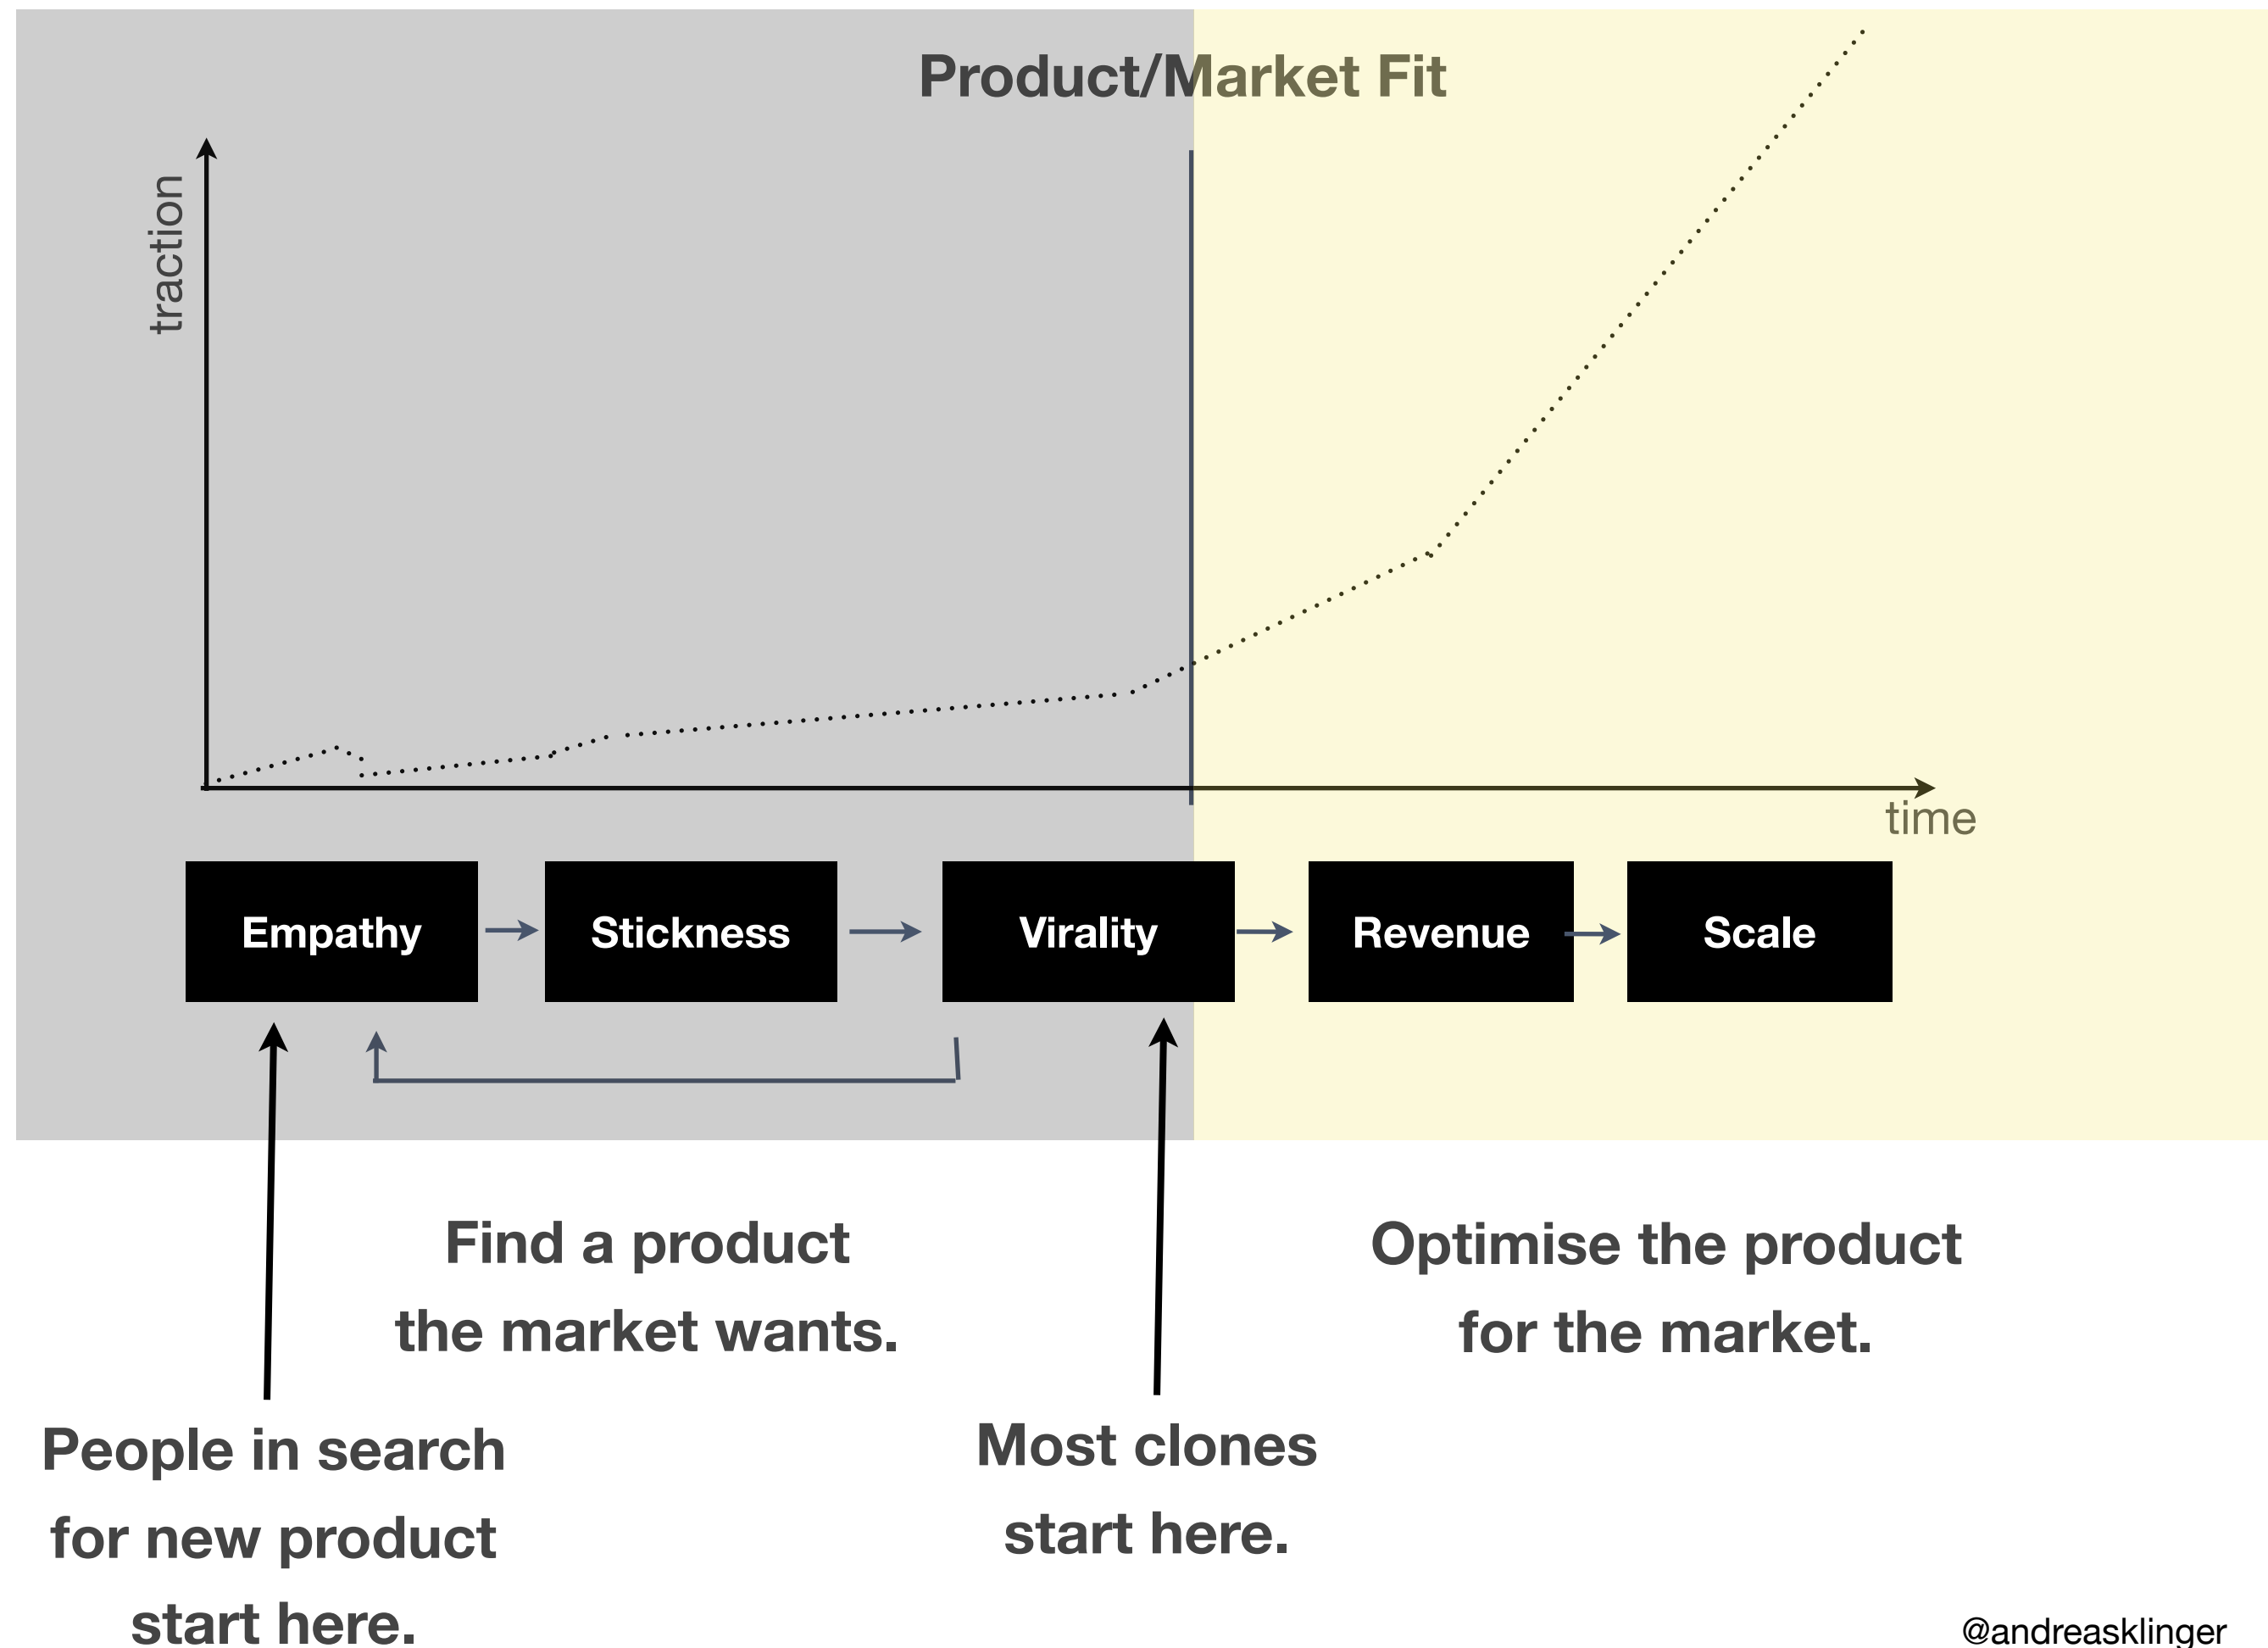 Product/Market Fit
traction
time
Empathy
Stickness
Virality
Revenue
Scale
Find a product
the market wants.
Optimise the product
for the market.
People in search
for new product
start here.
Most clones
start here.
@andreasklinger